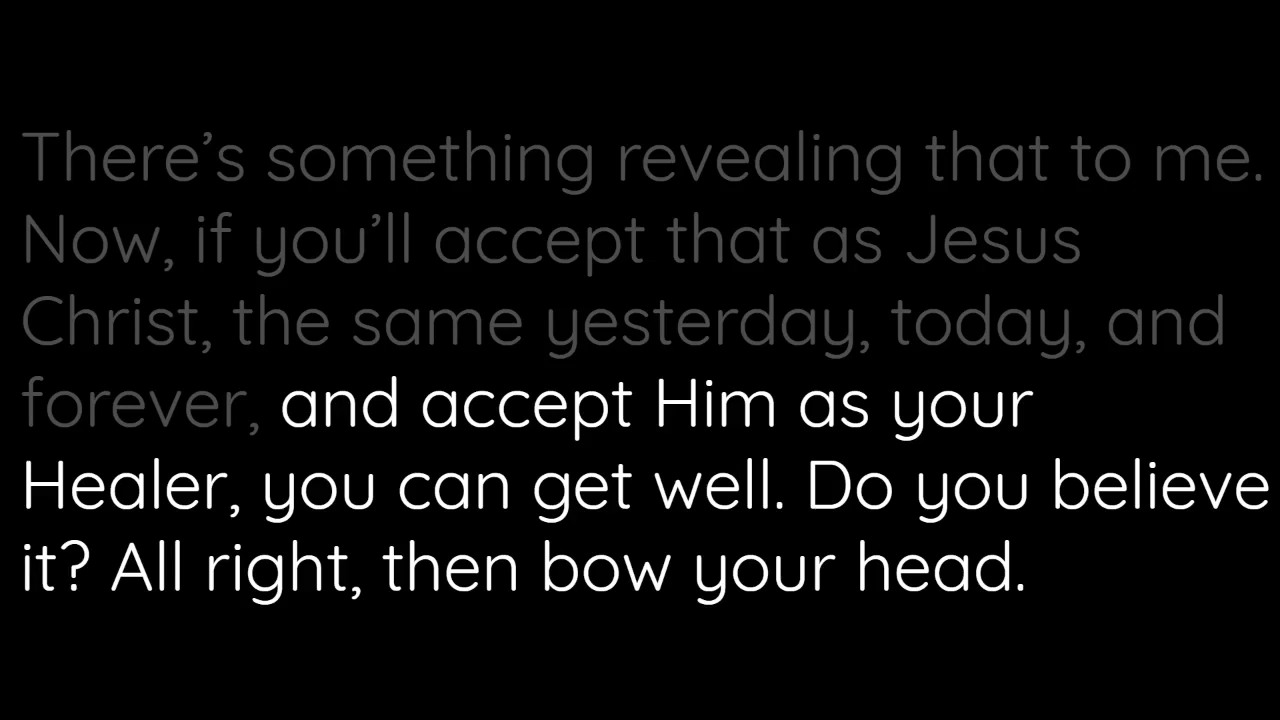 There’s something revealing that to me.
Now, if you’ll accept that as Jesus
Christ, the same yesterday, today, and
forever, and accept Him as your
Healer, you can get well. Do you believe
it? All right, then bow your head.